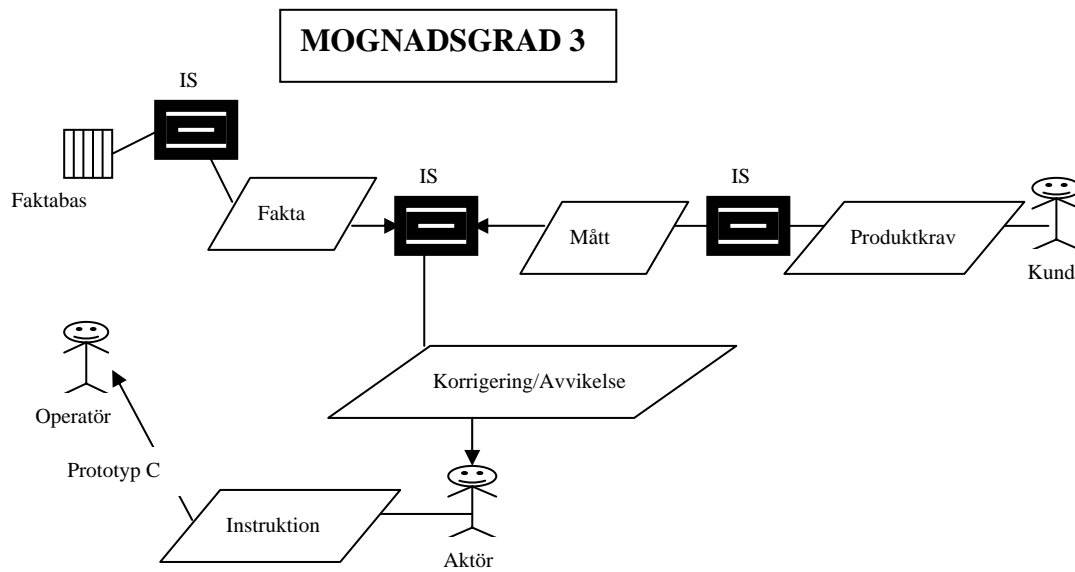 MOGNADSGRAD 3
IS
Faktabas
Fakta
IS
Mått
IS
Produktkrav
Kund
Korrigering/Avvikelse
Operatör
Prototyp C
Instruktion
Aktör